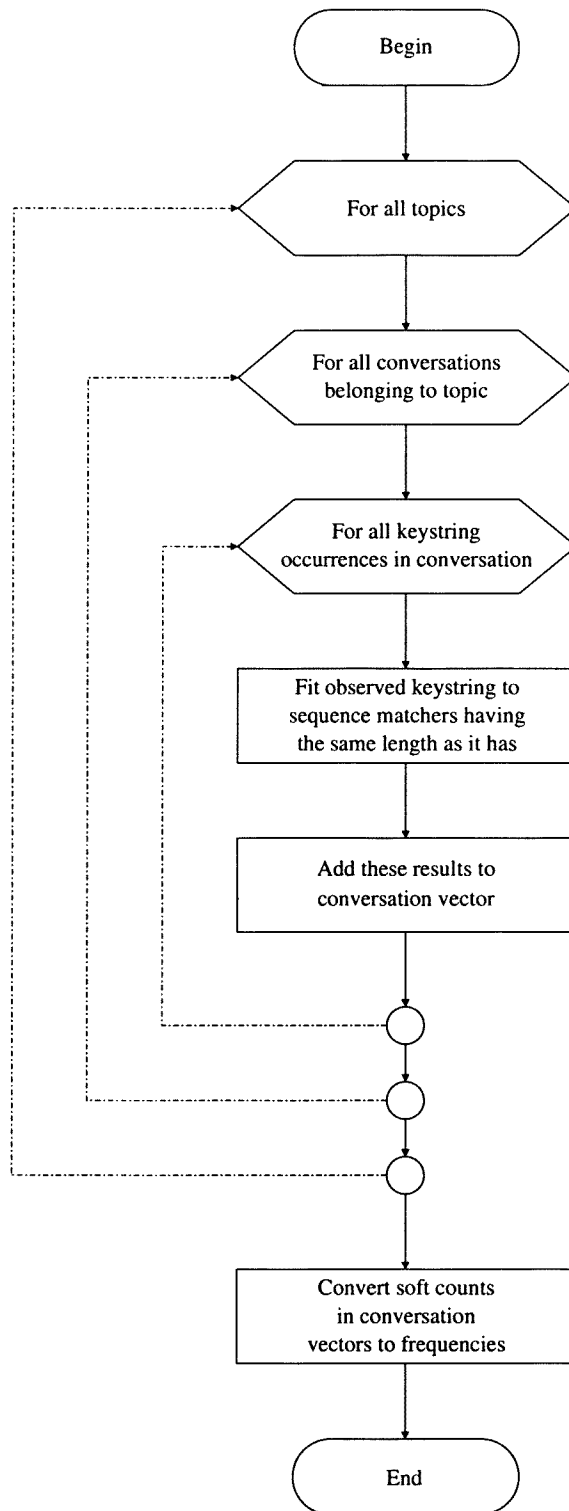 Begin
For all topics
For all conversations
belonging to topic
For all keystring
occurrences in conversation
Fit observed keystring to
sequence matchers having
the same length as it has
Add these results to
conversation vector
Convert soft counts
in conversation
vectors to frequencies
End